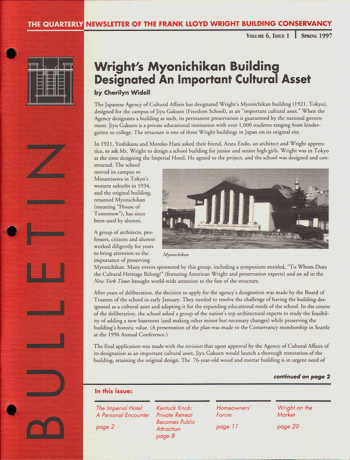 THE QUARTERLY NEWSLETTER OF THE FRANK LLOYD WRIGHT BUILDING CONSERVANCY
VOLUME 6, ISSUE 1 | SPRING 1997
BULLETIN
Wright's Myonichikan Building
Designated An Important Cultural Asset
by Cherilyn Widell
The Japanese Agency of Cultural Affairs has designated Wright's Myonichikan building (1921, Tokyo),
designed for the campus of Jiyu Gakuen (Freedom School), as an "important cultural asset." When the
Agency designates a building as such, its permanent preservation is guaranteed by the national govern-
ment. Jiyu Gakuen is a private educational institution with over 1,000 students ranging from kinder-
garten to college. The structure is one of three Wright buildings in Japan on its original site.
In 1921, Yoshikazu and Motoko Hani asked their friend, Arata Endo, an architect and Wright appren-
tice, to ask Mr. Wright to design a school building for junior and senior high girls. Wright was in Tokyo
at the time designing the Imperial Hotel. He agreed to the project, and the school was designed and con-
structed. The school
moved its campus to
Minamisawa in Tokyo's
western suburbs in 1934,
and the original building,
renamed Myonichikan
(meaning "House of
Tomorrow"), has since
been used by alumni.
A group of architects, pro-
fessors, citizens and alumni
worked diligently for years
to bring attention to the
importance of preserving
Myonichikan
Myonichikan. Many events sponsored by this group, including a symposium entitled, "To Whom Does
the Cultural Heritage Belong?" (featuring American Wright and preservation experts) and an ad in the
New York Times brought world-wide attention to the fate of the structure.
After years of deliberation, the decision to apply for the agency's designation was made by the Board of
Trustees of the school in early January. They needed to resolve the challenge of having the building des-
ignated as a cultural asset and adapting it for the expanding educational needs of the school. In the course
of the deliberation, the school asked a group of the nation's top architectural experts to study the feasibil-
ity of adding a new basement (and making other minor but necessary changes) while preserving the
building's historic value. (A presentation of the plan was made to the Conservancy membership in Seattle
at the 1996 Annual Conference.)
The final application was made with the revision that upon approval by the Agency of Cultural Affairs of
its designation as an important cultural asset, Jiyu Gakuen would launch a thorough restoration of the
building, retaining the original design. The 76-year-old wood and mortar building is in urgent need of
continued on page 2
In this issue:
The Imperial Hotel:
A Personal Encounter
page 2
Kentuck Knob:
Private Retreat
Becomes Public
Attraction
page 8
Homeowners'
Forum
page 11
Wright on the
Market
page 20